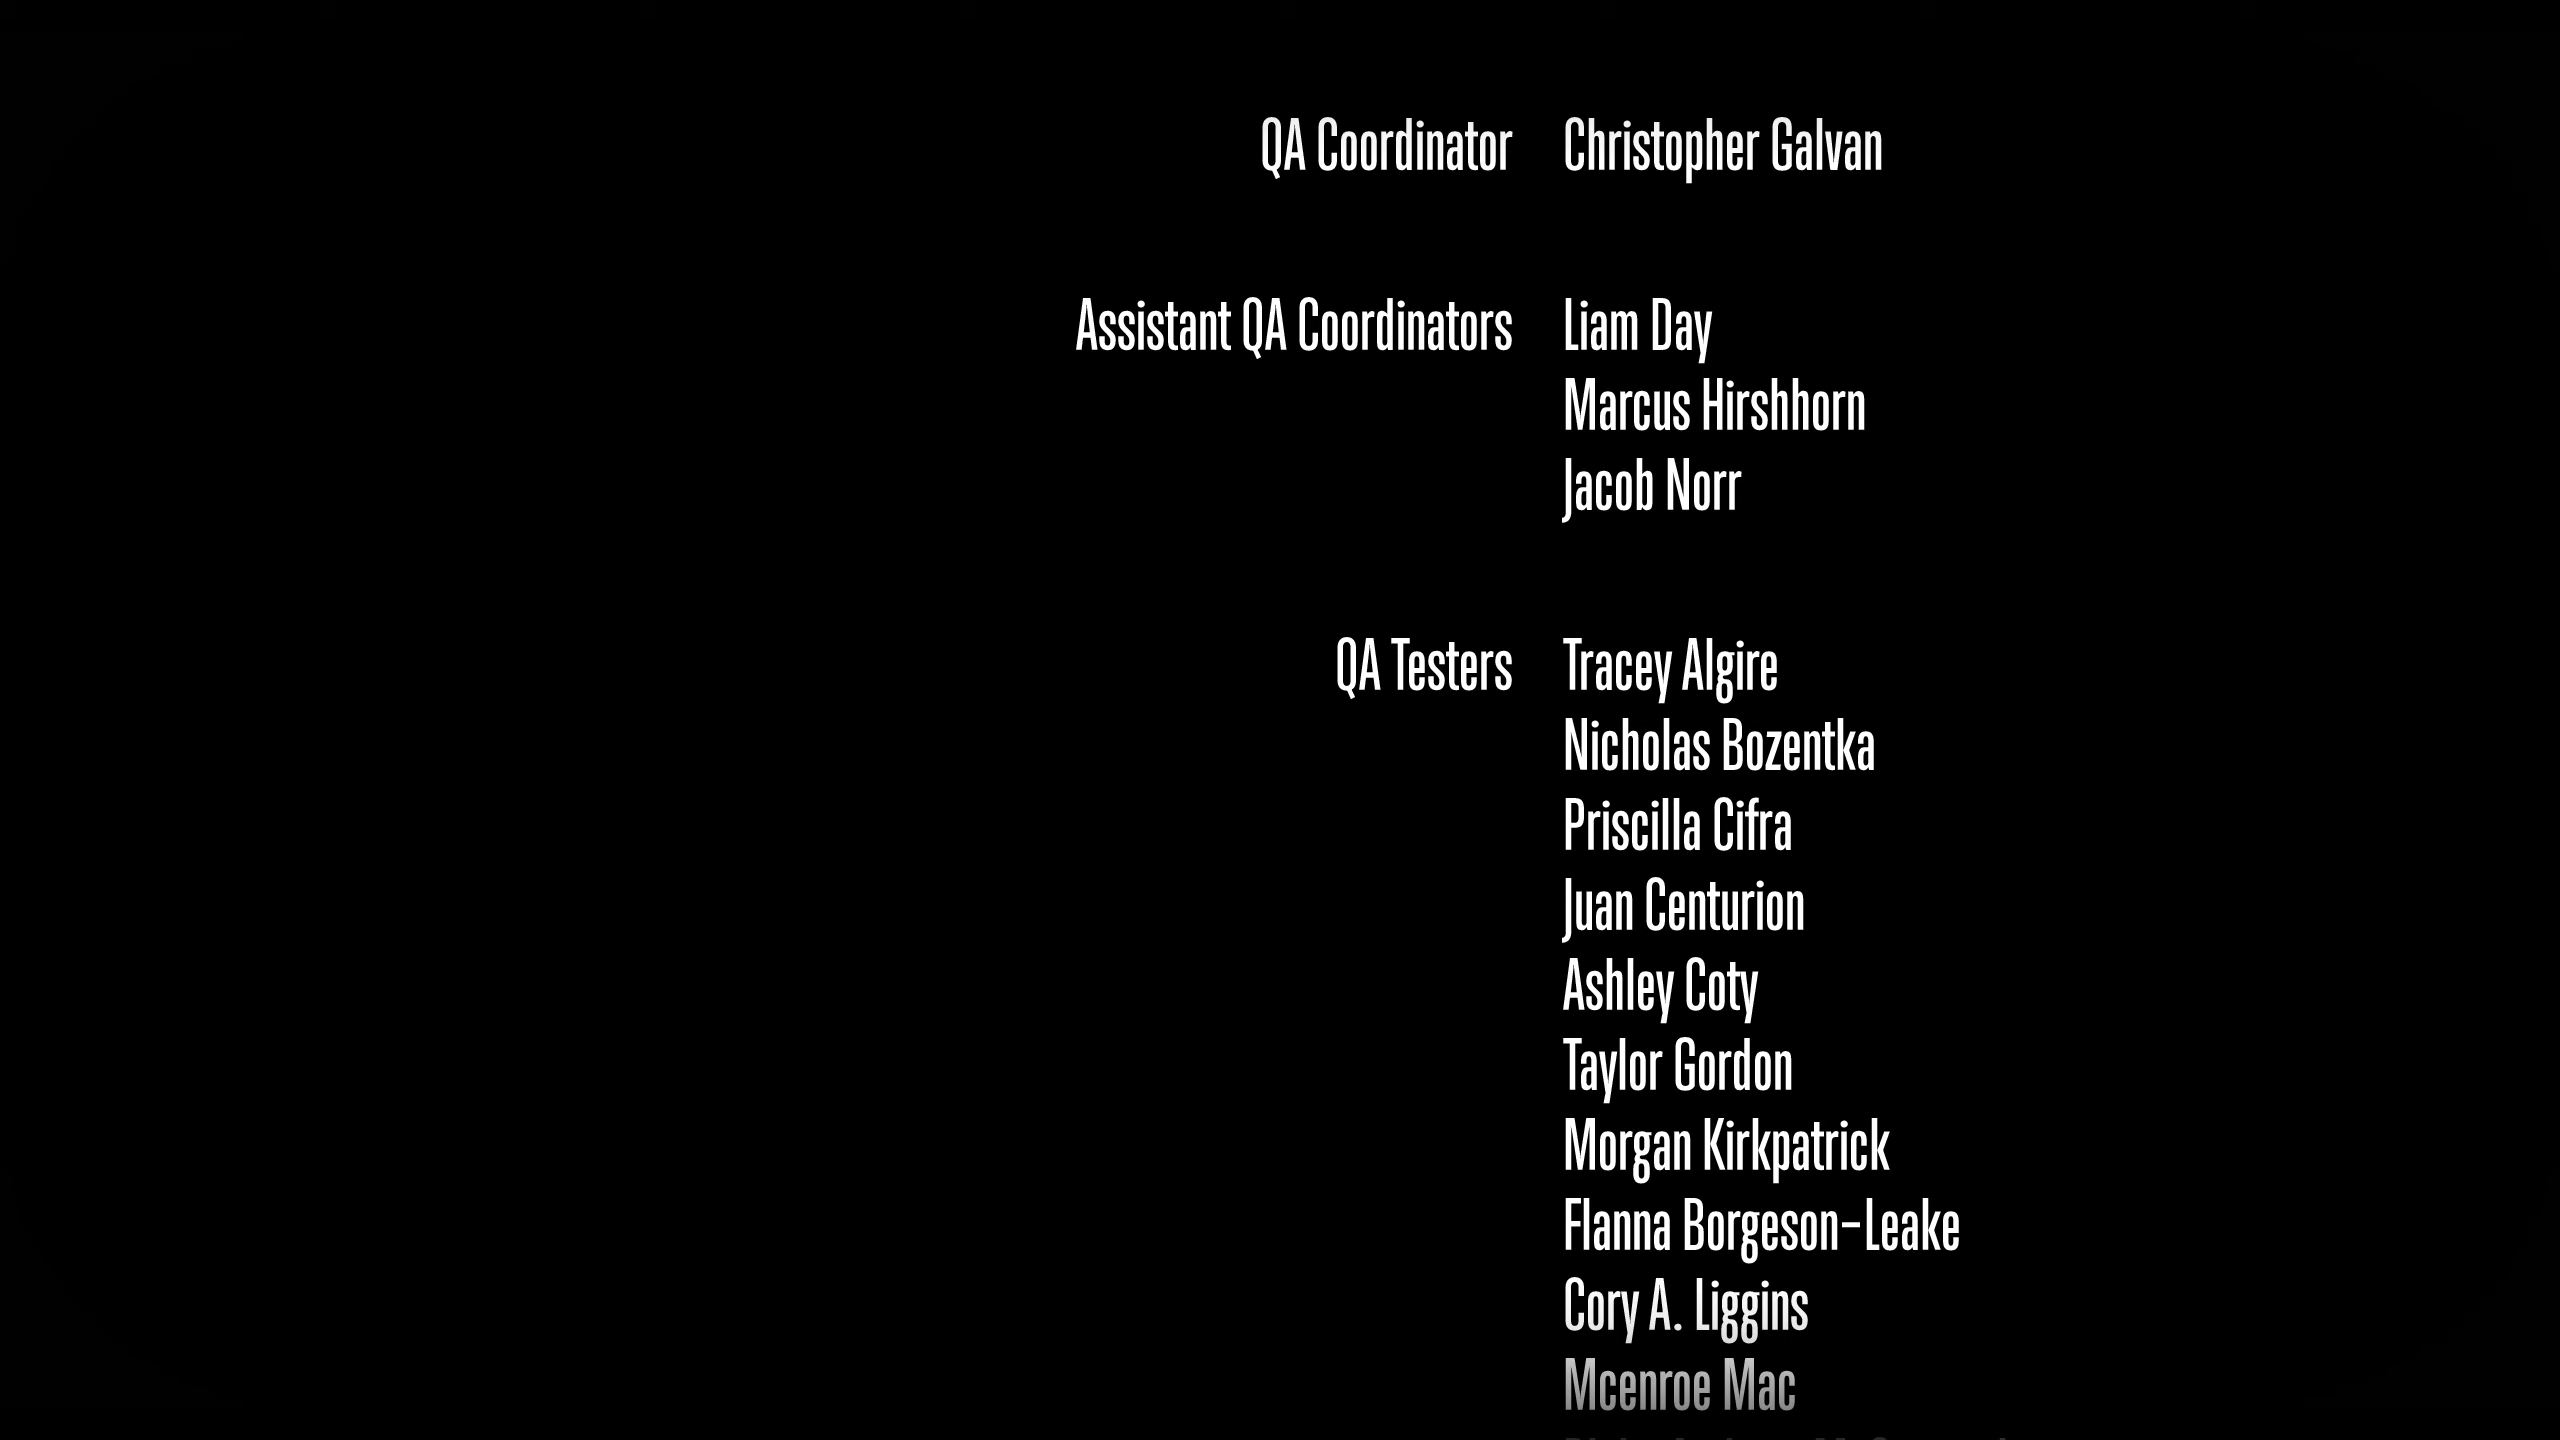 QA Coordinator Christopher Galvan
Assistant QA Coordinators Liam Day
Marcus Hirshhorn
Jacob Norr
QA Testers Tracey Algire
Nicholas Bozentka
Priscilla Cifra
Juan Centurion
Ashley Coty
Taylor Gordon
Morgan Kirkpatrick
Flanna Borgeson-Leake
Cory A. Liggins
Mcenroe Mac